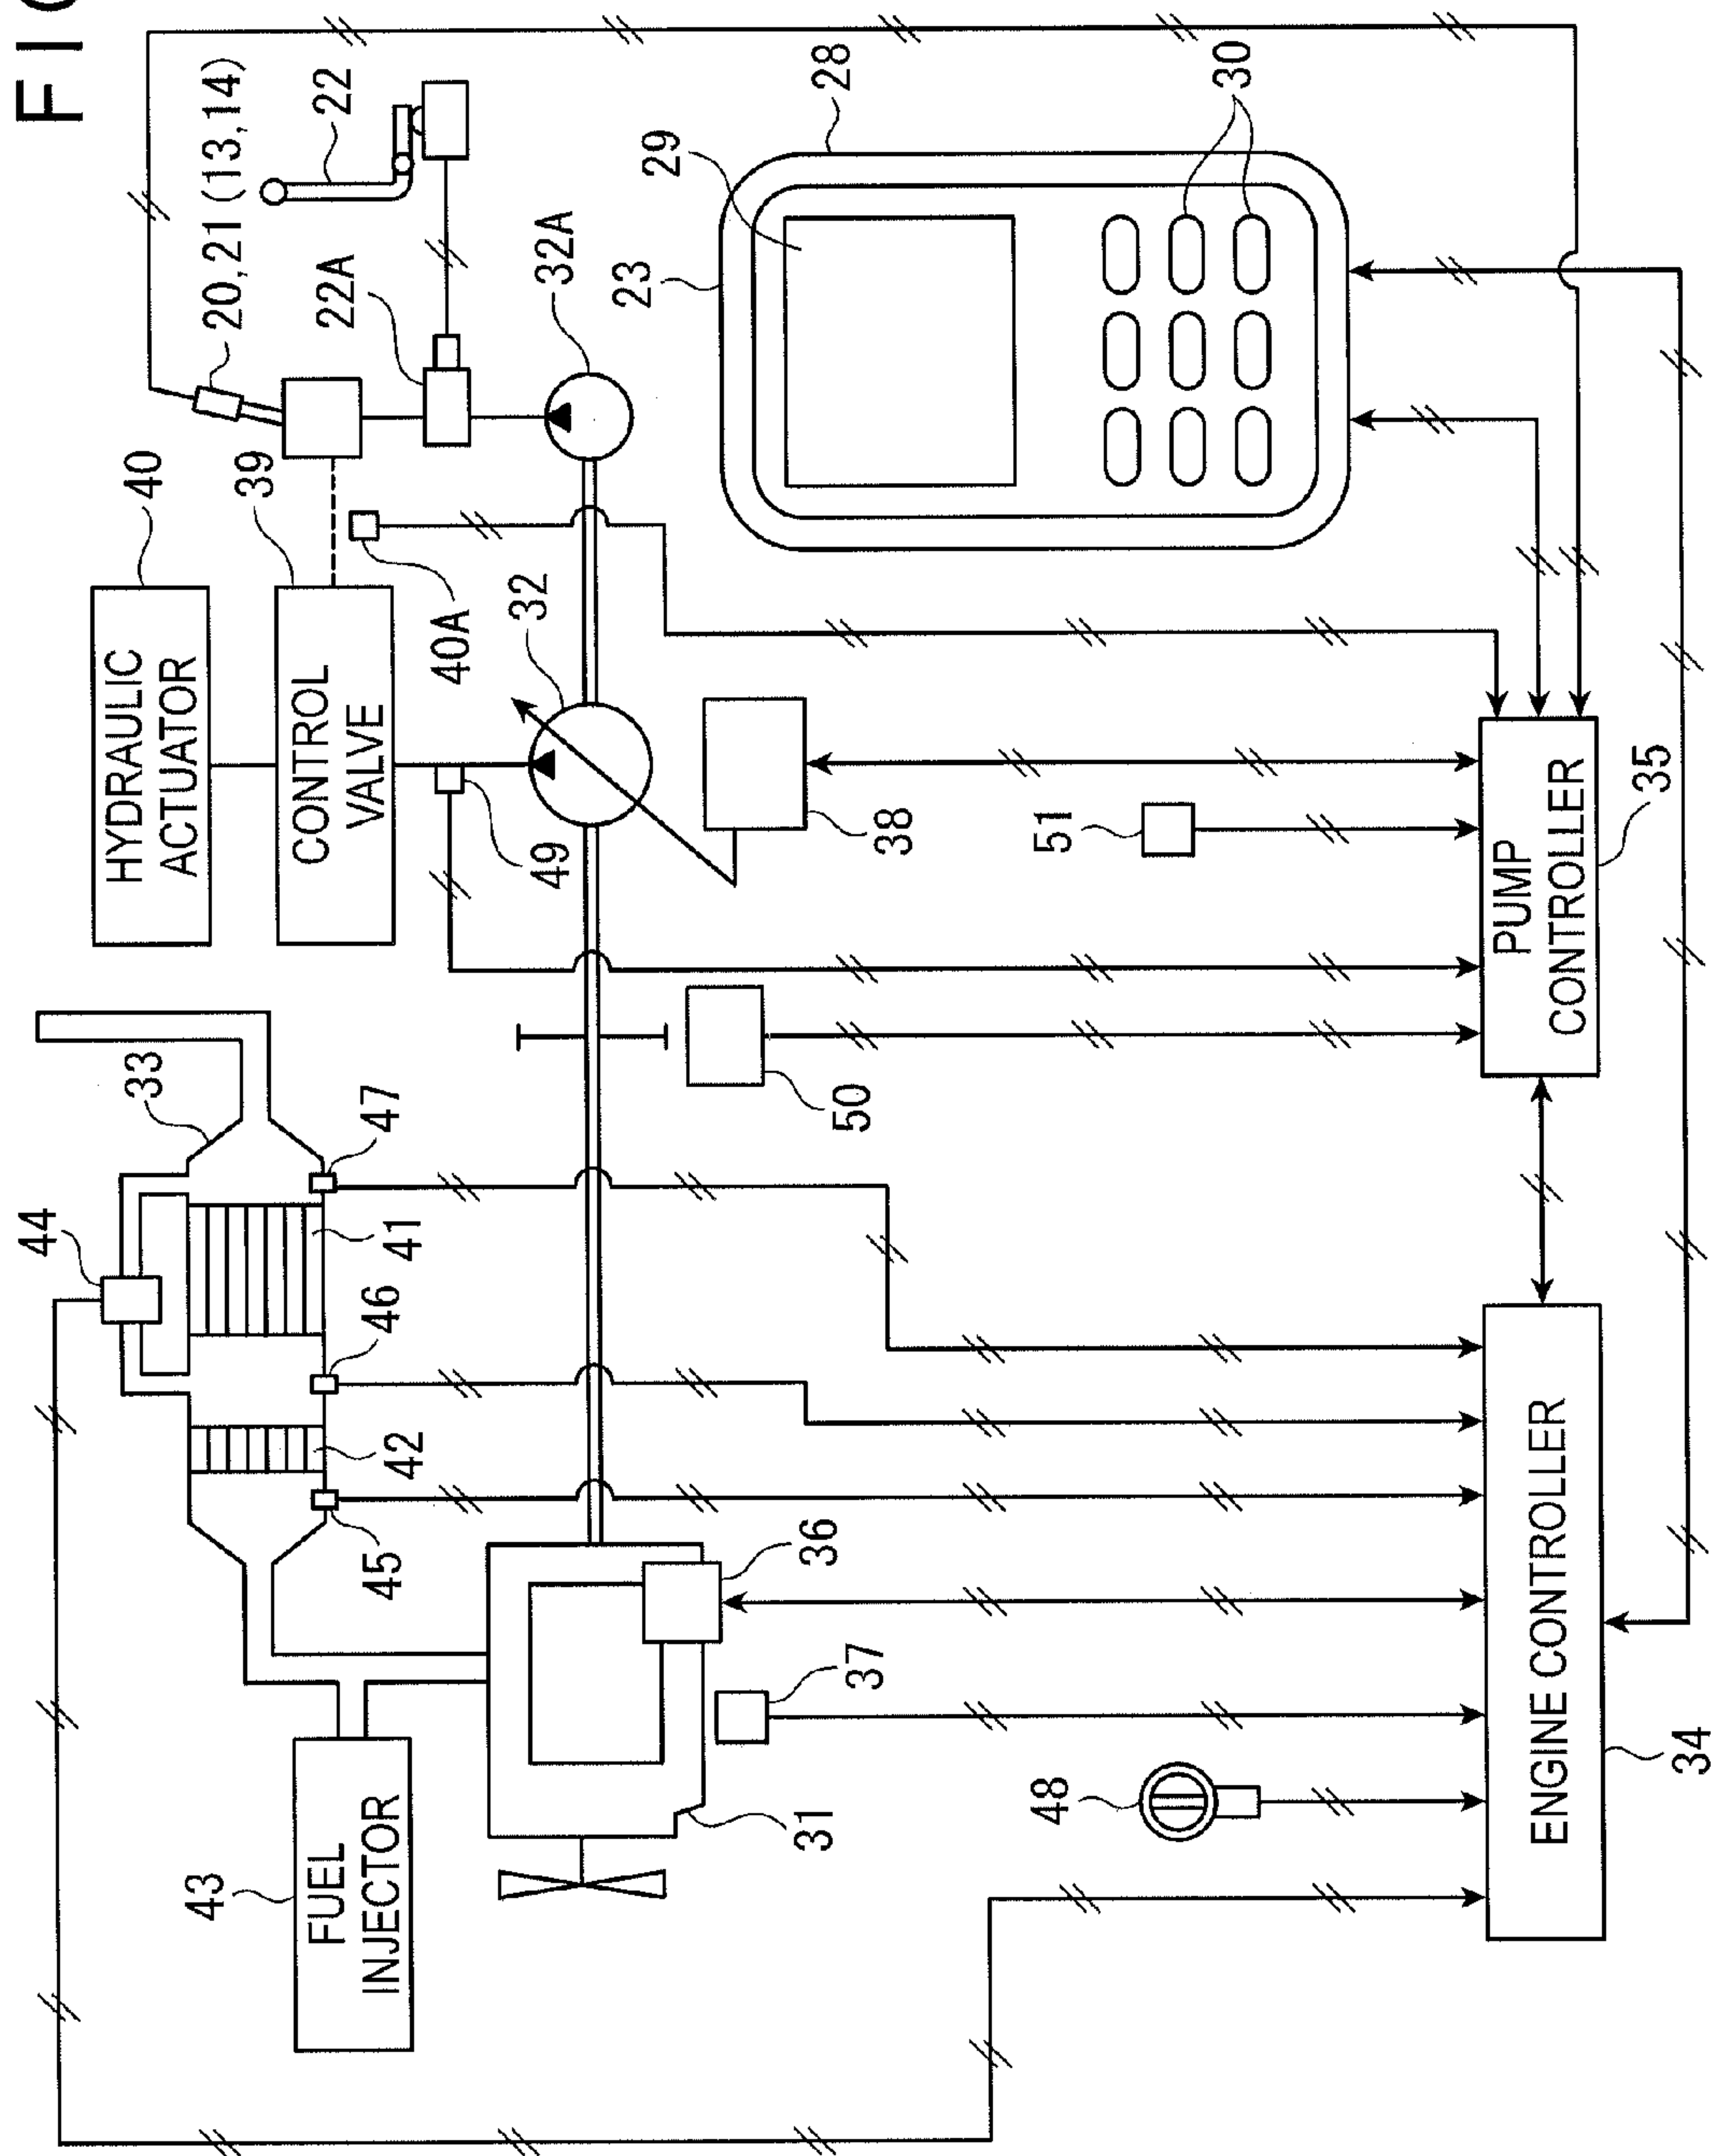 FIG
44
33
43
FUEL
INJECTOR
45
42
46
41
47
31
37
36
48
ENGINE CONTROLLER
34
HYDRAULIC
ACTUATOR
40
CONTROL
VALVE
39
40A
49
32
50
38
51
PUMP
CONTROLLER
35
20,21 (13,14)
22
22A
32A
23
29
28
30